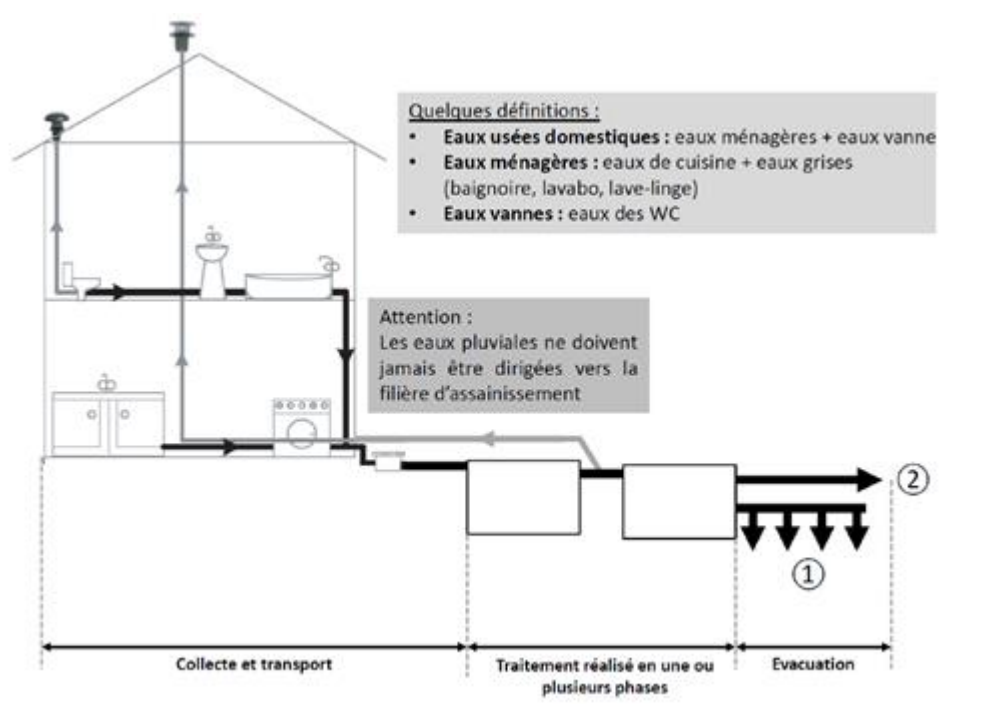 Quelques définitions :
• Eaux usées domestiques : eaux ménagères + eaux vanne
• Eaux ménagères : eaux de cuisine + eaux grises
(baignoire, lavabo, lave-linge)
• Eaux vannes : eaux des WC
Attention :
Les eaux pluviales ne doivent
jamais être dirigées vers la
filière d'assainissement
2
1
Collecte et transport
Traitement réalisé en une ou
plusieurs phases
Evacuation